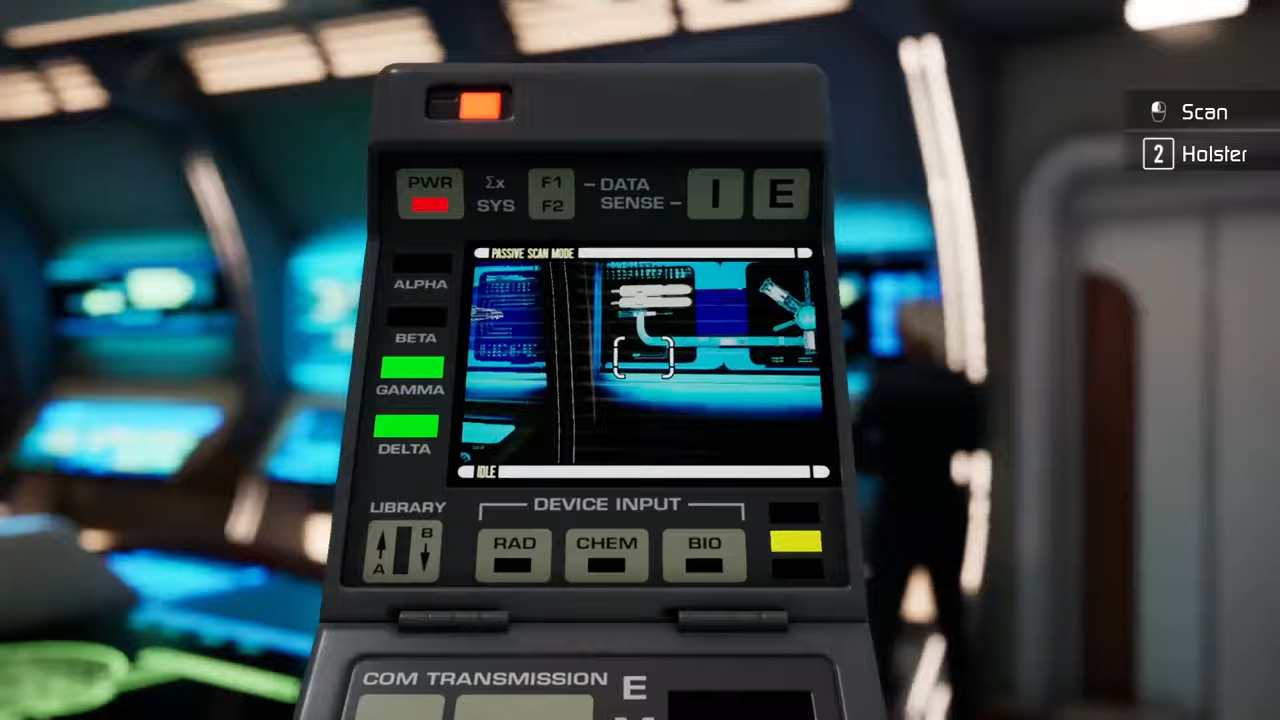 Scan
2 Holster
PWR
Σx
SYS
F1
F2
DATA
SENSE
I
E
PASSIVE SCAN MODE
ALPHA
BETA
GAMMA
DELTA
IDLE
LIBRARY
A
B
DEVICE INPUT
RAD
CHEM
BIO
COM TRANSMISSION
E